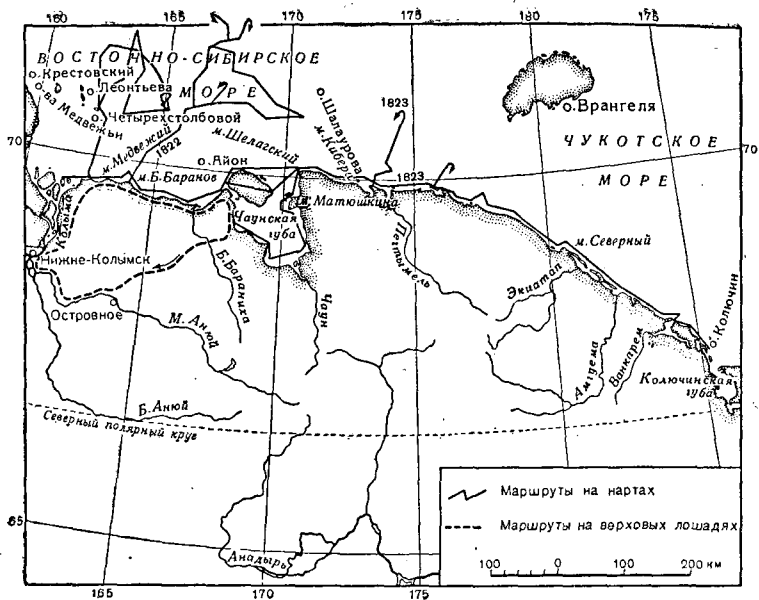 160 165 170 175 180 175
ВОСТОЧНО-СИБИРСКОЕ
МОРЕ
о.Крестовский
о-ва Медвежьи
о.Леонтьева
о.Четырехстолбовой
о.Шалаурова
о.Врангеля
ЧУКОТСКОЕ
МОРЕ
70
70
м.Медвежий
1822
м.Шелагский
м.Кибера
1823
1823
о.Айон
м.Б.Баранов
м.Матюшкина
Чаунская
губа
Колыма
Нижне-Колымск
Островное
Б.Бараниха
М.Анюй
Б.Анюй
Чаун
Пегтымель
м.Северный
Экиатап
Амгуема
Ванкарем
о.Колючин
Колючинская
губа
Северный полярный круг
65
Анадырь
Маршруты на нартах
Маршруты на верховых лошадях
100 0 100 200 км
165 170 175